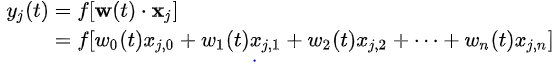 y_j(t) = f[𝐰(t) · 𝐱_j]
= f[w_0(t)x_{j,0} + w_1(t)x_{j,1} + w_2(t)x_{j,2} + ⋯ + w_n(t)x_{j,n}]